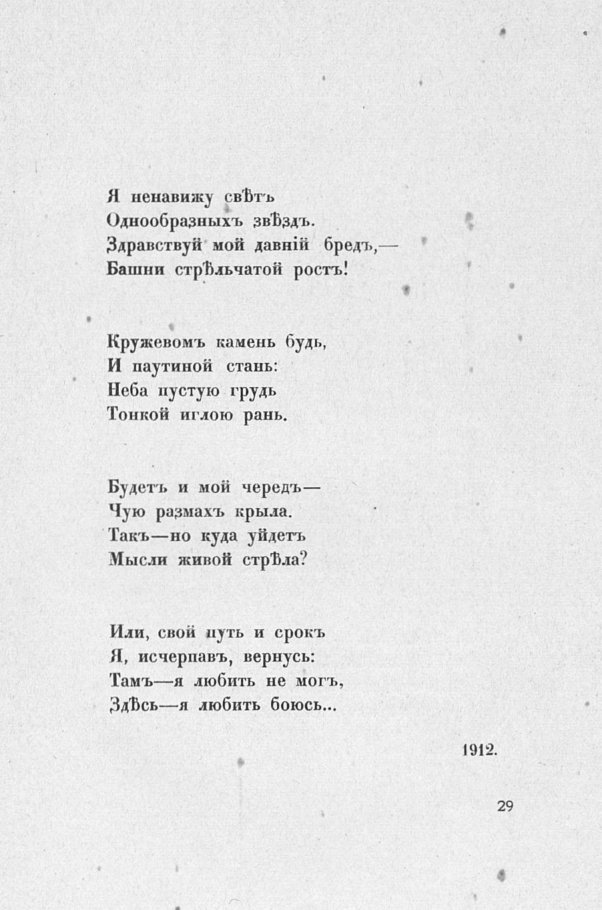 Я ненавижу свѣтъ
Однообразныхъ звѣздъ.
Здравствуй мой давній бредъ,—
Башни стрѣльчатой ростъ!
Кружевомъ камень будь,
И паутиной стань:
Неба пустую грудь
Тонкой иглою рань.
Будетъ и мой чередъ—
Чую размахъ крыла.
Такъ—но куда уйдетъ
Мысли живой стрѣла?
Или, свой путь и срокъ
Я, исчерпавъ, вернусь:
Тамъ—я любить не могъ,
Здѣсь—я любить боюсь...
1912.
29